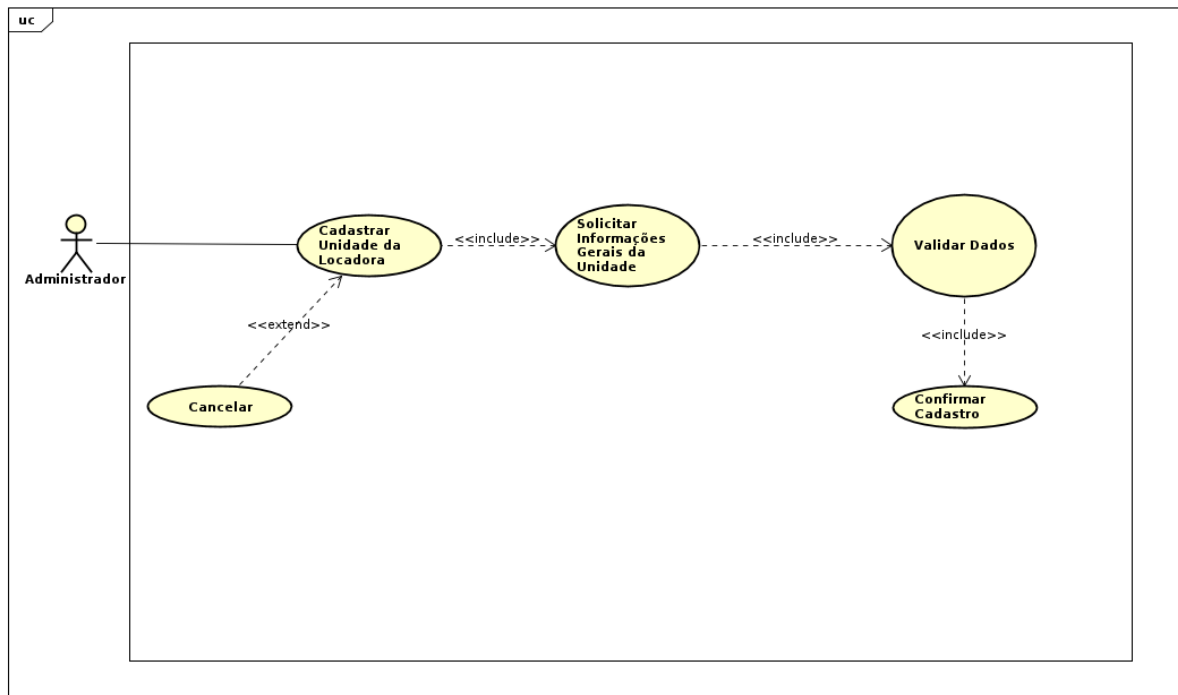 uc
Administrador
Cadastrar
Unidade da
Locadora
<<include>>
Solicitar
Informações
Gerais da
Unidade
<<include>>
Validar Dados
<<extend>>
<<include>>
Cancelar
Confirmar
Cadastro